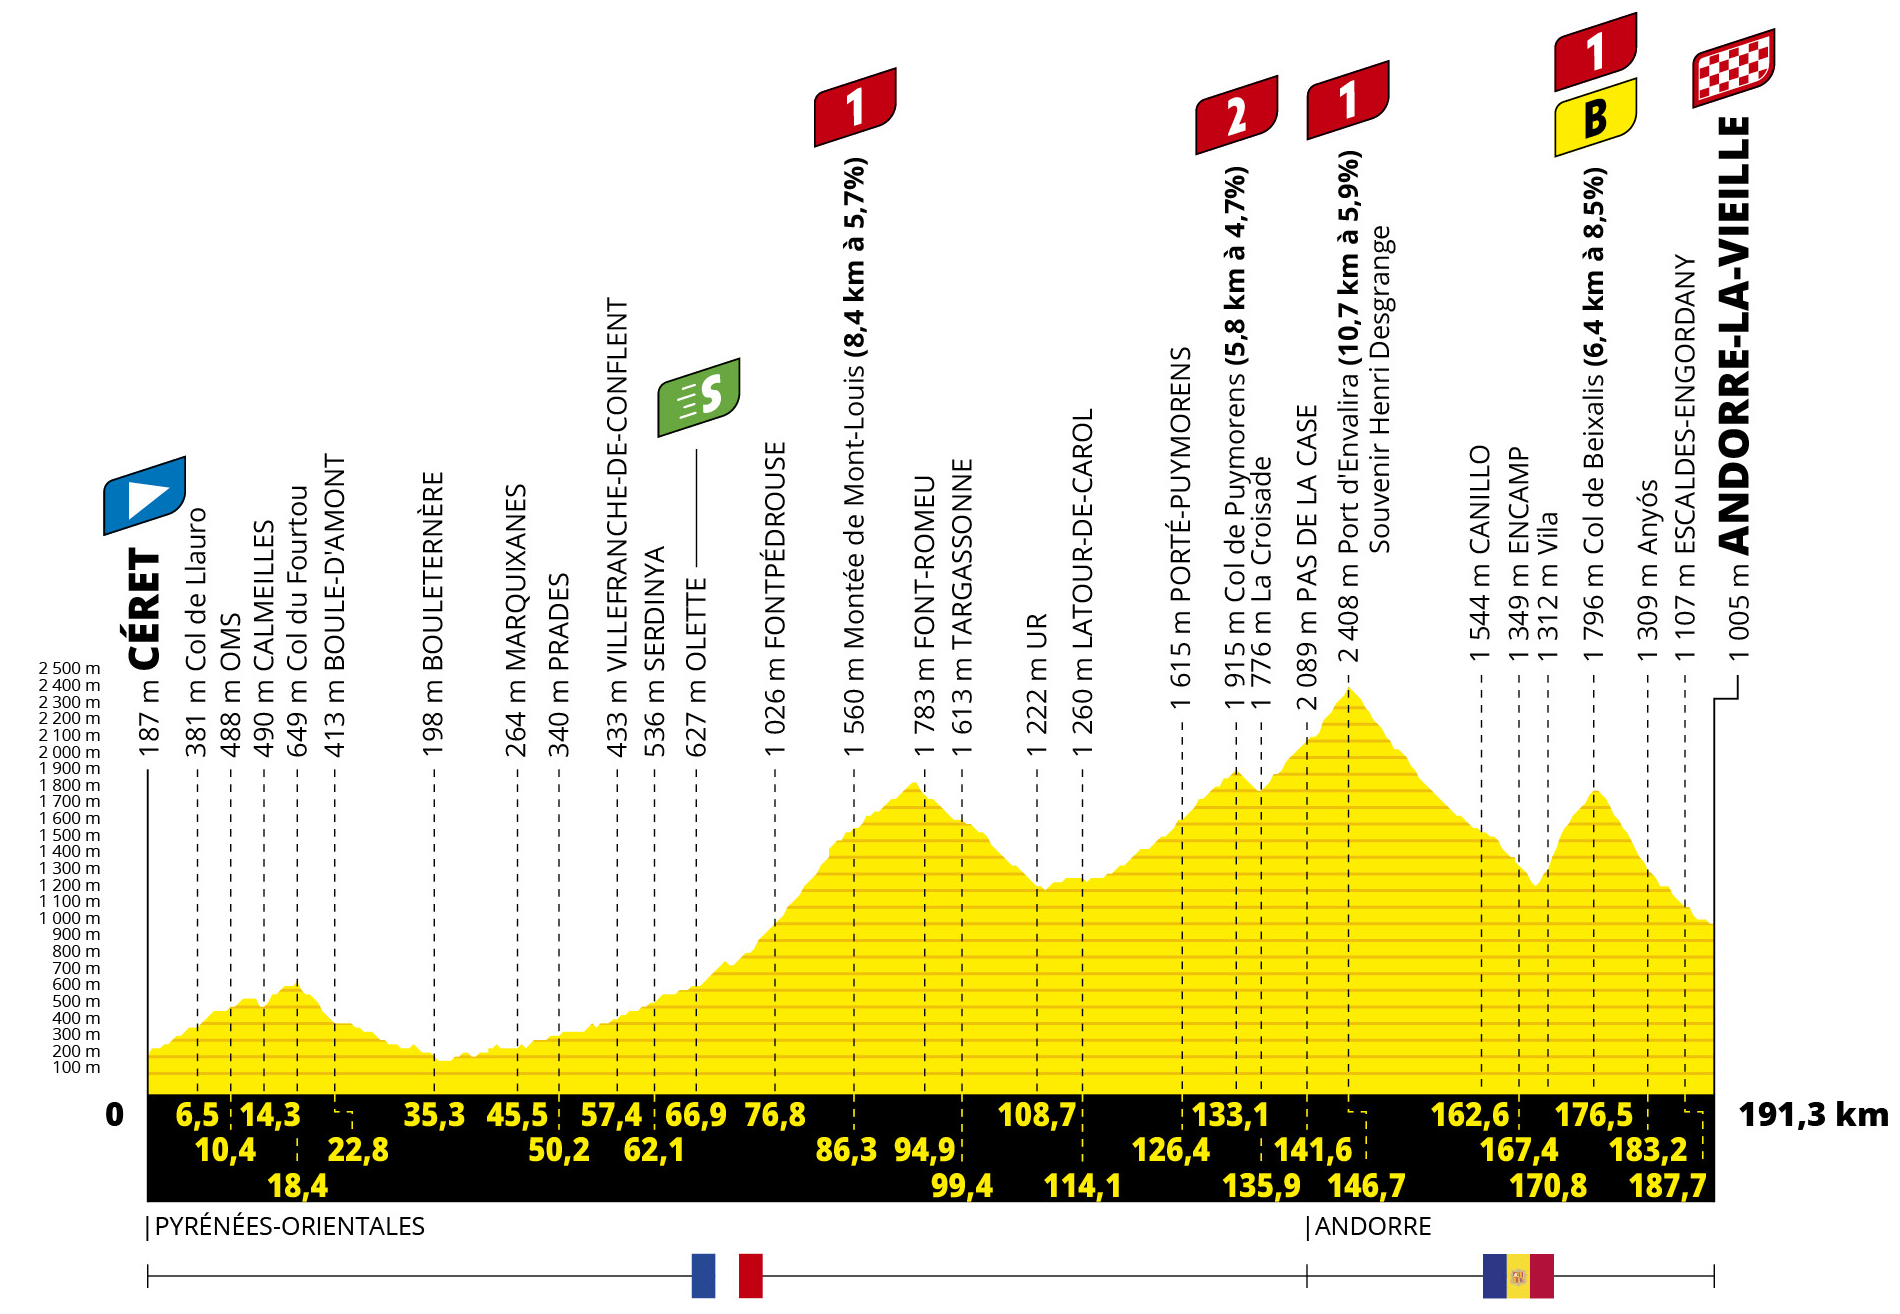 1
2
1
1
B
S
187 m CÉRET
381 m Col de Llauro
488 m OMS
490 m CALMEILLES
649 m Col du Fourtou
413 m BOULE-D'AMONT
198 m BOULETERNÈRE
264 m MARQUIXANES
340 m PRADES
433 m VILLEFRANCHE-DE-CONFLENT
536 m SERDINYA
627 m OLETTE
1 026 m FONTPÉDROUSE
1 560 m Montée de Mont-Louis (8,4 km à 5,7%)
1 783 m FONT-ROMEU
1 613 m TARGASSONNE
1 222 m UR
1 260 m LATOUR-DE-CAROL
1 615 m PORTÉ-PUYMORENS
1 915 m Col de Puymorens (5,8 km à 4,7%)
1 776 m La Croisade
2 089 m PAS DE LA CASE
2 408 m Port d'Envalira (10,7 km à 5,9%)
Souvenir Henri Desgrange
1 544 m CANILLO
1 349 m ENCAMP
1 312 m Vila
1 796 m Col de Beixalis (6,4 km à 8,5%)
1 309 m Anyós
1 107 m ESCALDES-ENGORDANY
1 005 m ANDORRE-LA-VIEILLE
2 500 m
2 400 m
2 300 m
2 200 m
2 100 m
2 000 m
1 900 m
1 800 m
1 700 m
1 600 m
1 500 m
1 400 m
1 300 m
1 200 m
1 100 m
1 000 m
900 m
800 m
700 m
600 m
500 m
400 m
300 m
200 m
100 m
0 6,5 14,3 35,3 45,5 57,4 66,9 76,8 108,7 133,1 162,6 176,5 191,3 km
10,4 22,8 50,2 62,1 86,3 94,9 126,4 141,6 167,4 183,2
18,4 99,4 114,1 135,9 146,7 170,8 187,7
PYRÉNÉES-ORIENTALES ANDORRE